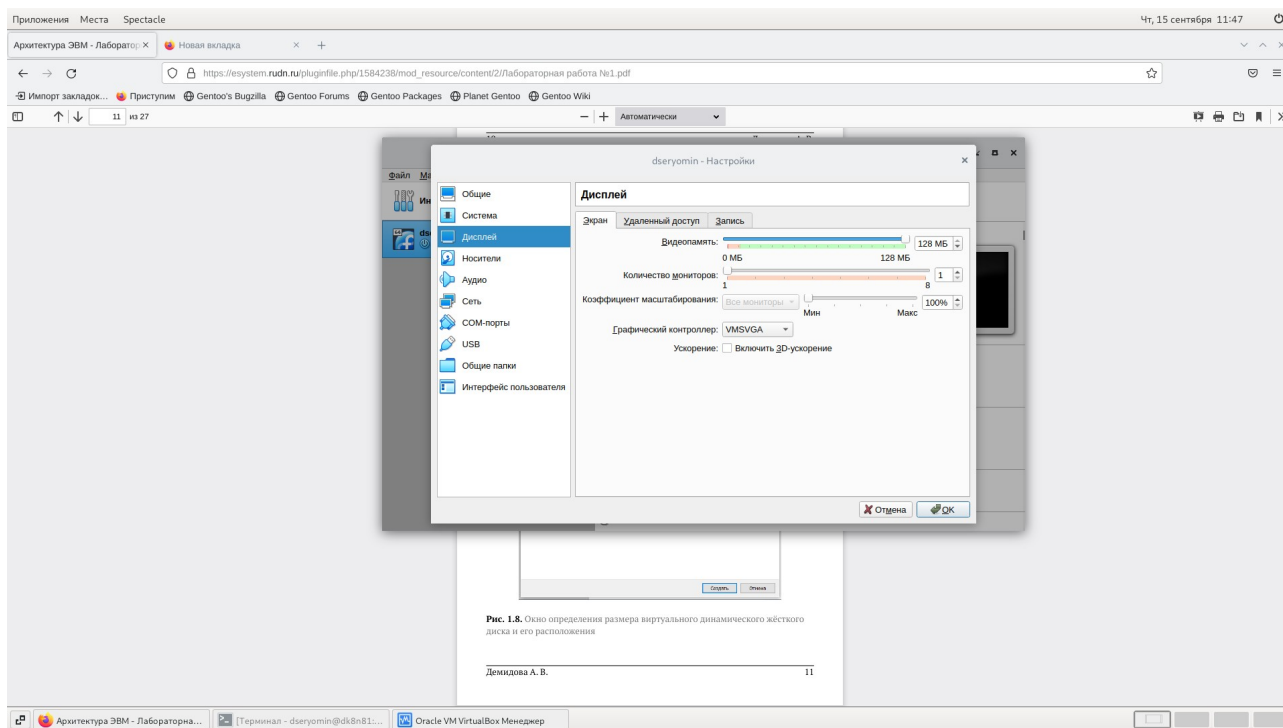 Приложения Места Spectacle Чт, 15 сентября 11:47
Архитектура ЭВМ - Лаборатор Новая вкладка
https://esystem.rudn.ru/pluginfile.php/1584238/mod_resource/content/2/Лабораторная работа №1.pdf
Импорт закладок... Приступим Gentoo's Bugzilla Gentoo Forums Gentoo Packages Planet Gentoo Gentoo Wiki
11 из 27 Автоматически
dseryomin - Настройки
Файл
Общие
Система
Дисплей
Носители
Аудио
Сеть
COM-порты
USB
Общие папки
Интерфейс пользователя
Дисплей
Экран Удаленный доступ Запись
Видеопамять: 128 МБ
0 МБ 128 МБ
Количество мониторов: 1
1 8
Коэффициент масштабирования: Все мониторы 100%
Мин Макс
Графический контроллер: VMSVGA
Ускорение: Включить 3D-ускорение
Отмена OK
Создать Отмена
Рис. 1.8. Окно определения размера виртуального динамического жёсткого
диска и его расположения
Демидова А. В. 11
Архитектура ЭВМ - Лабораторна... [Терминал - dseryomin@dk8n81:... Oracle VM VirtualBox Менеджер